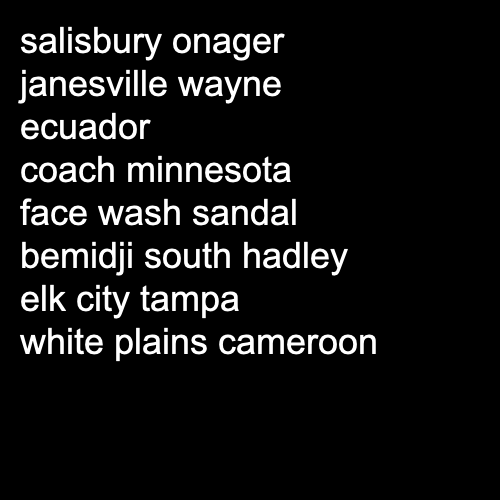 salisbury onager
janesville wayne
ecuador
coach minnesota
face wash sandal
bemidji south hadley
elk city tampa
white plains cameroon